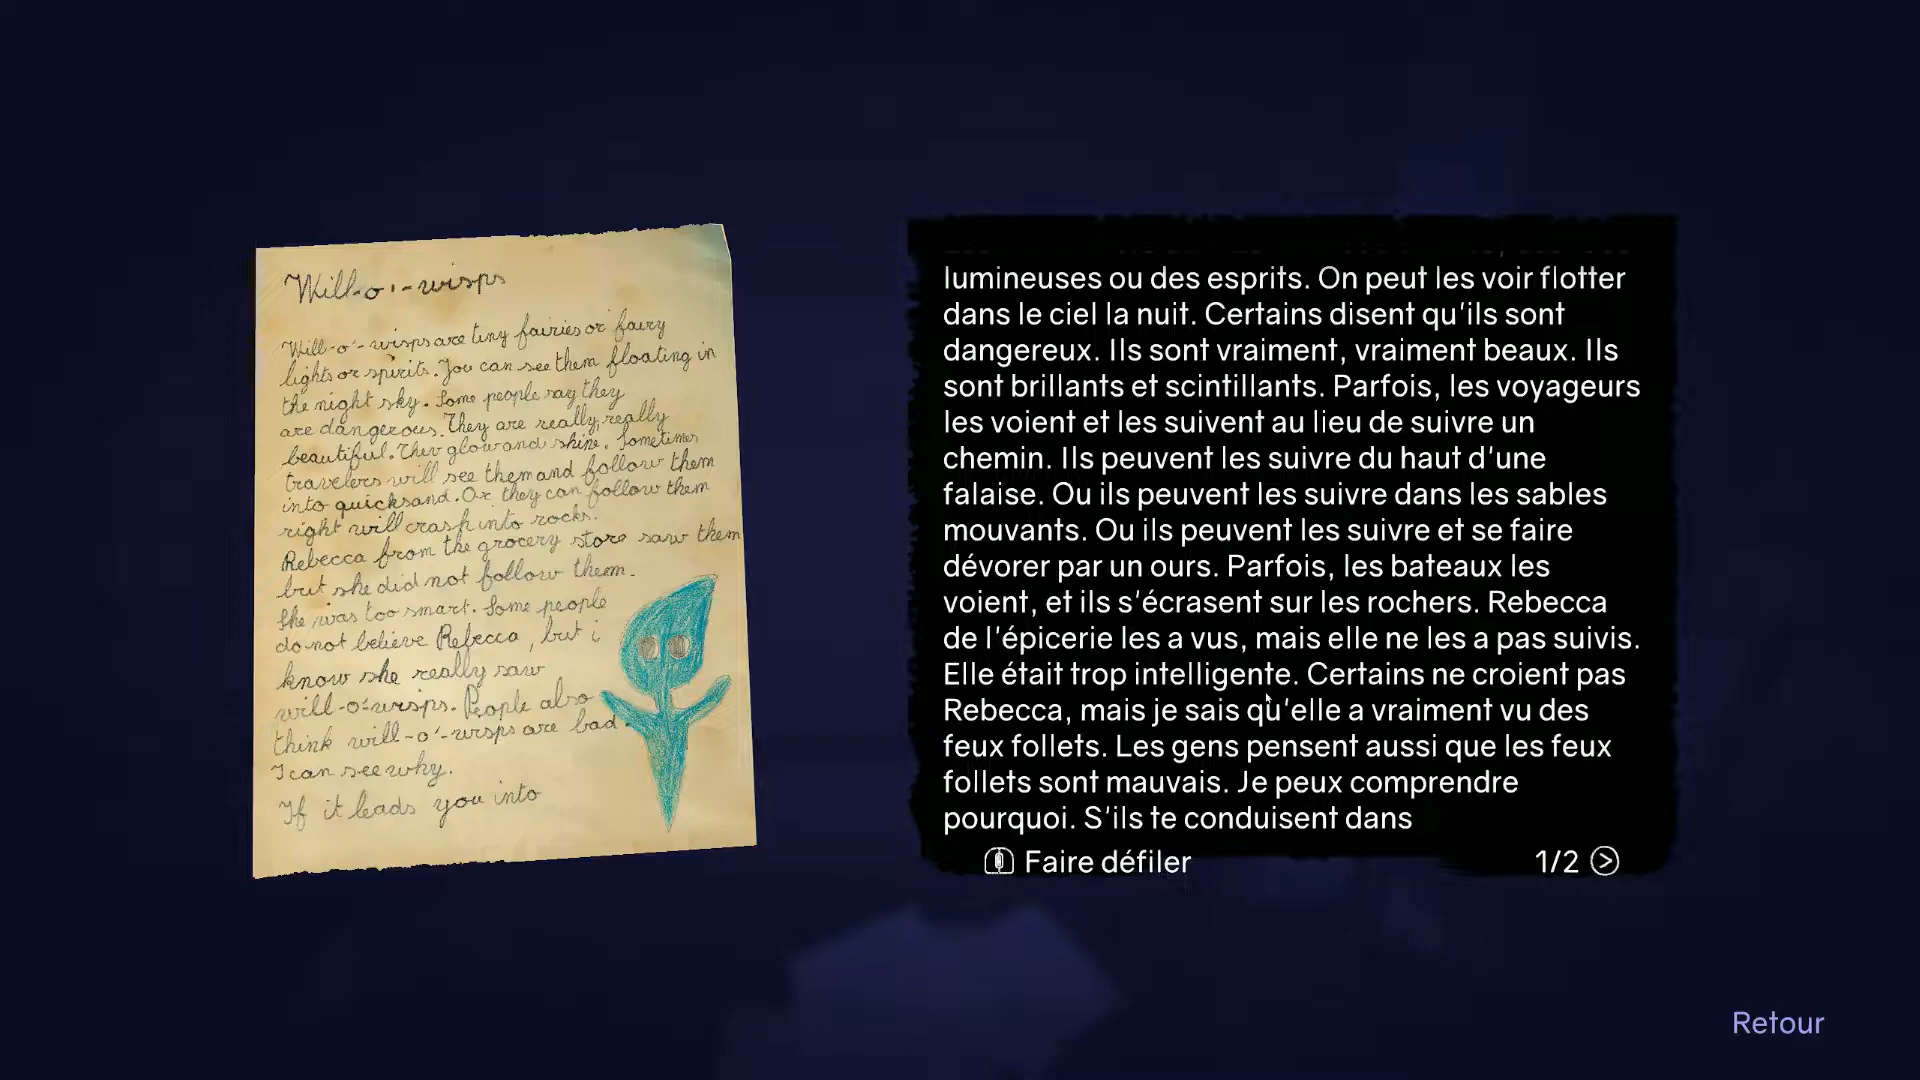 Will-o'-wisps
Will-o'-wisps are tiny fairies or fairy
lights or spirits. You can see them floating in
the night sky. Some people say they
are dangerous. They are really, really
beautiful. They glow and shine. Sometimes
travelers will see them and follow them
into quicksand. Or they can follow them
right will crash into rocks.
Rebecca from the grocery store saw them
but she did not follow them.
She was too smart. Some people
do not believe Rebecca, but i
know she really saw
will-o'-wisps. People also
think will-o'-wisps are bad.
I can see why.
If it leads you into
lumineuses ou des esprits. On peut les voir flotter
dans le ciel la nuit. Certains disent qu'ils sont
dangereux. Ils sont vraiment, vraiment beaux. Ils
sont brillants et scintillants. Parfois, les voyageurs
les voient et les suivent au lieu de suivre un
chemin. Ils peuvent les suivre du haut d'une
falaise. Ou ils peuvent les suivre dans les sables
mouvants. Ou ils peuvent les suivre et se faire
dévorer par un ours. Parfois, les bateaux les
voient, et ils s'écrasent sur les rochers. Rebecca
de l'épicerie les a vus, mais elle ne les a pas suivis.
Elle était trop intelligente. Certains ne croient pas
Rebecca, mais je sais qu'elle a vraiment vu des
feux follets. Les gens pensent aussi que les feux
follets sont mauvais. Je peux comprendre
pourquoi. S'ils te conduisent dans
Faire défiler
1/2
Retour